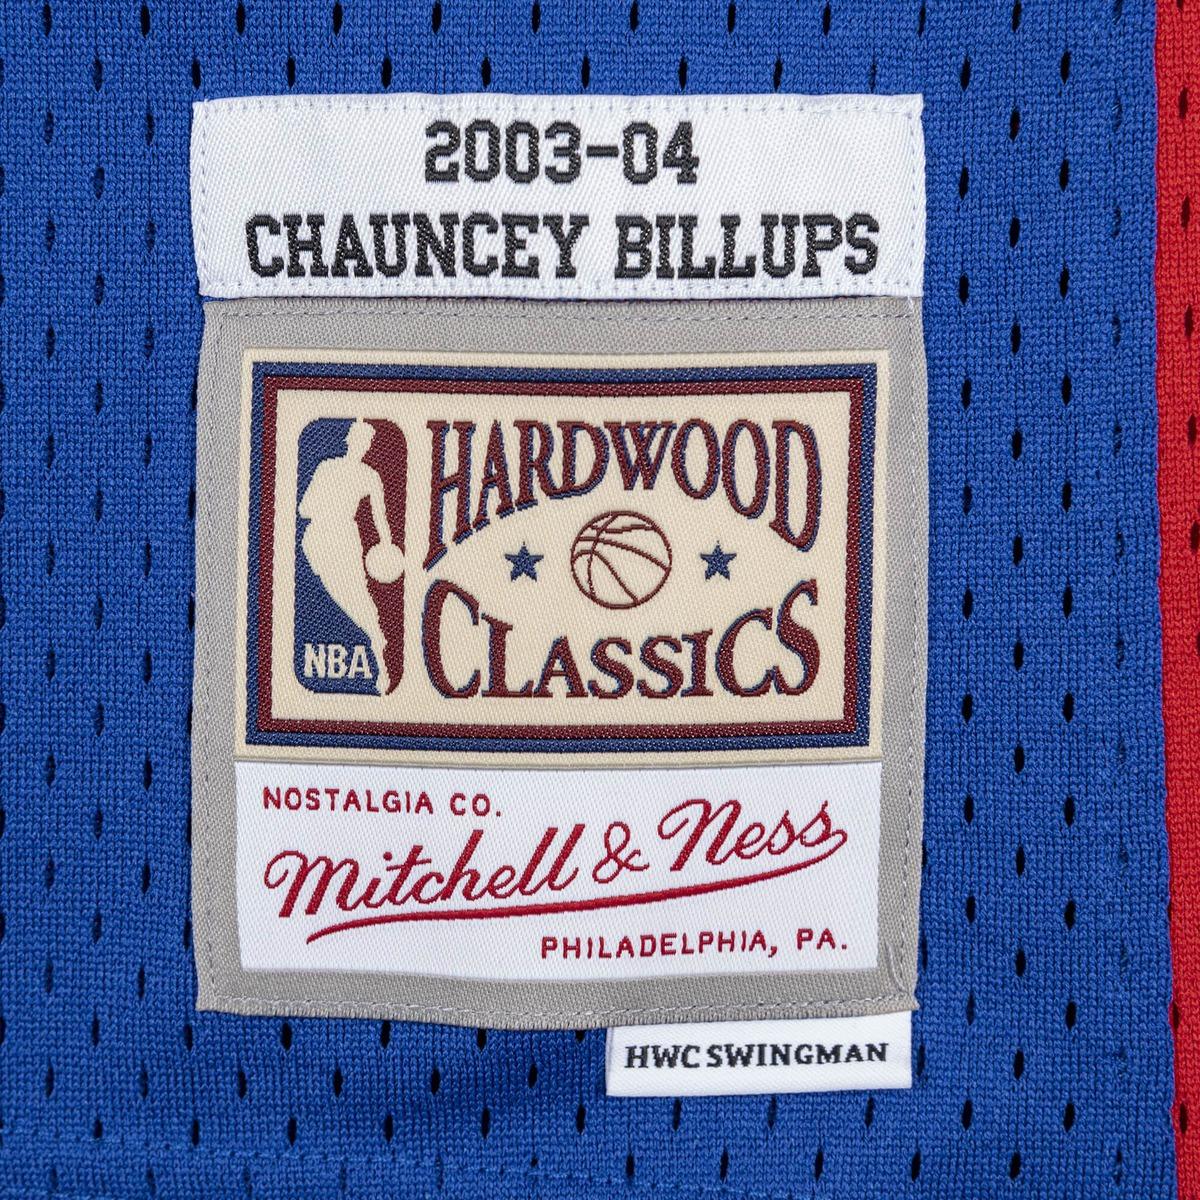 2003-04
CHAUNCEY BILLUPS
HARDWOOD
CLASSICS
NBA
NOSTALGIA CO.
Mitchell & Ness
PHILADELPHIA, PA.
HWC SWINGMAN